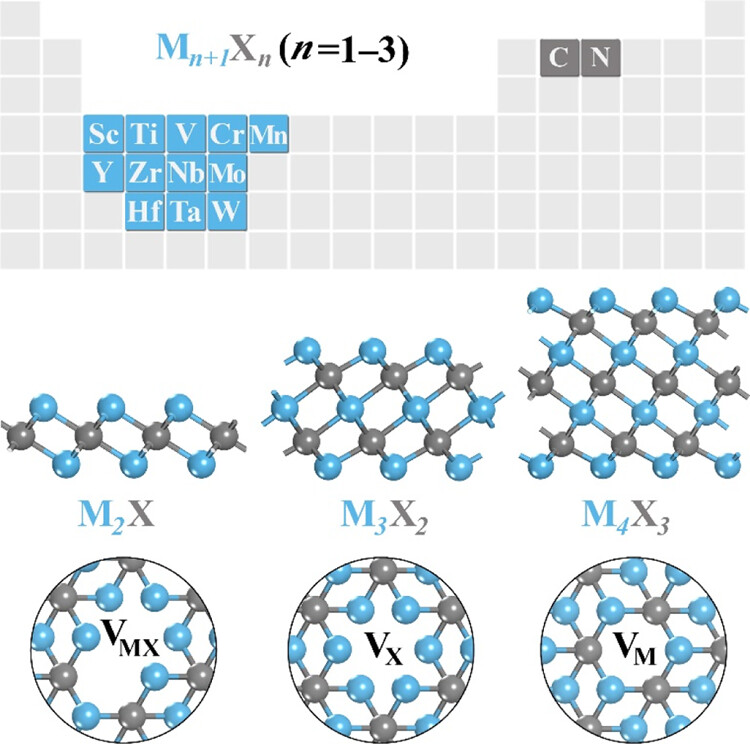 Mn+1Xn (n=1–3)
C N
Sc Ti V Cr Mn
Y Zr Nb Mo
Hf Ta W
M2X M3X2 M4X3
VMX VX VM